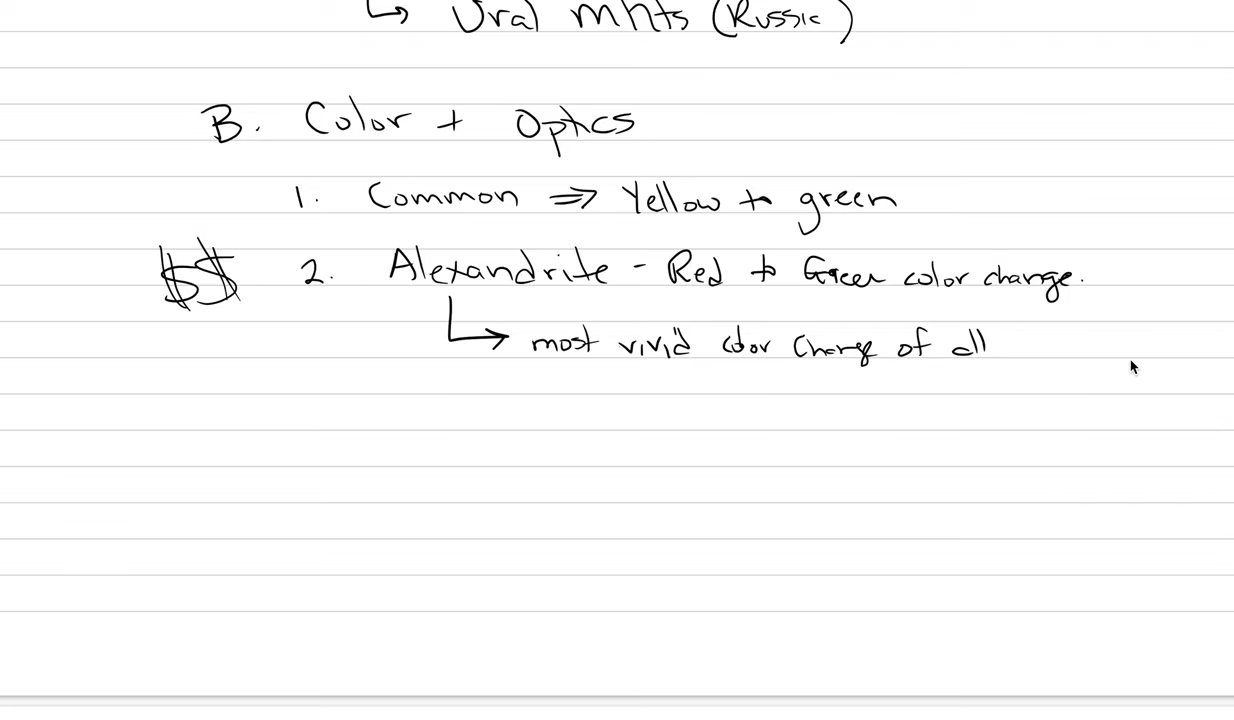 ↳ Ural mnts (Russia)
B. Color + Optics
1. Common ⇒ Yellow to green
$$ 2. Alexandrite - Red to Green color change.
↳ most vivid color change of all